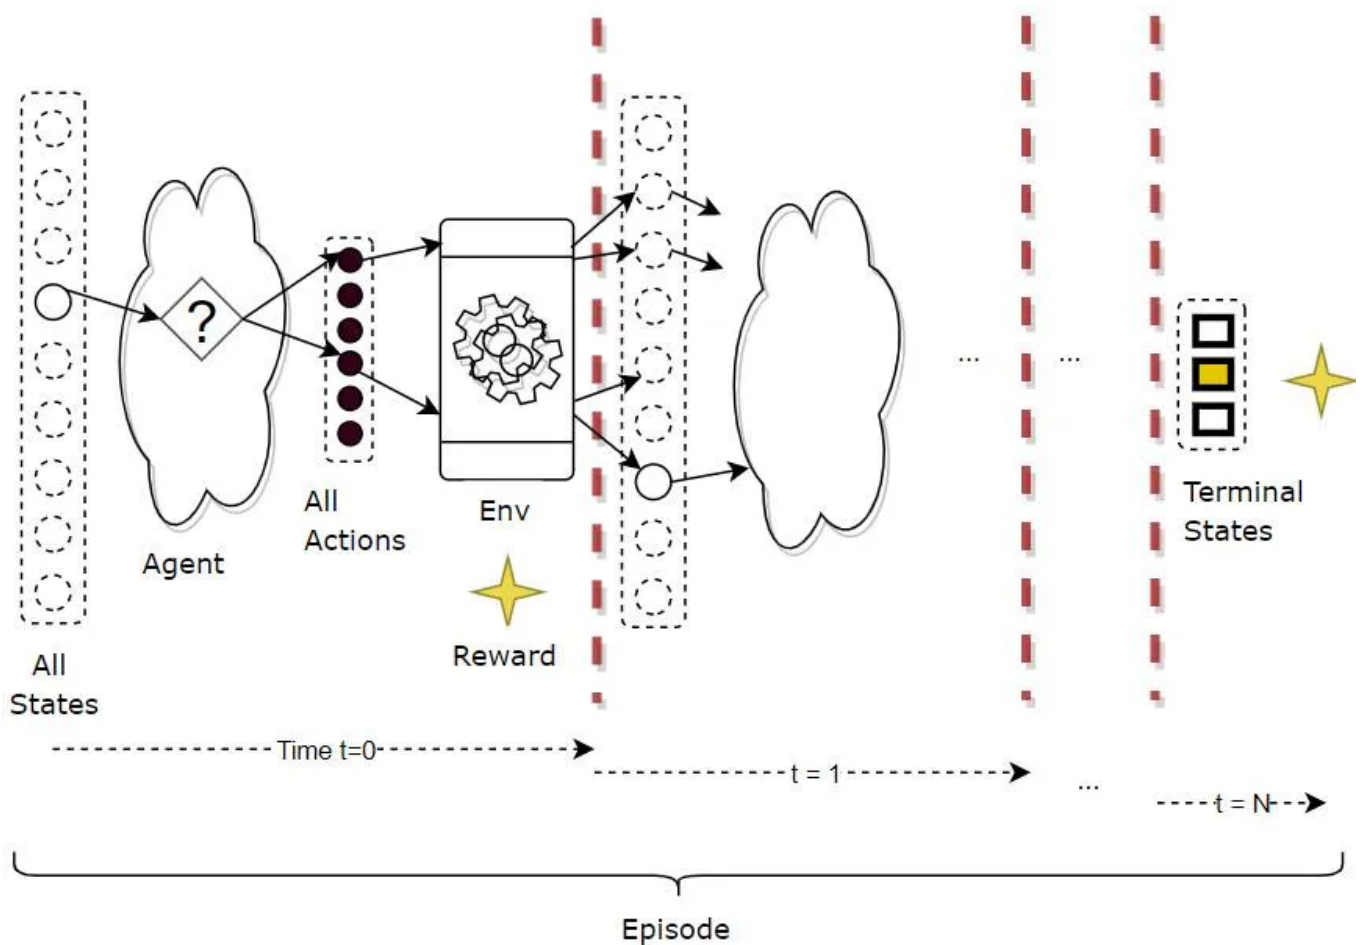 ?
All
Actions
Env
Agent
Reward
All
States
...
...
Terminal
States
Time t=0
t = 1
...
t = N
Episode